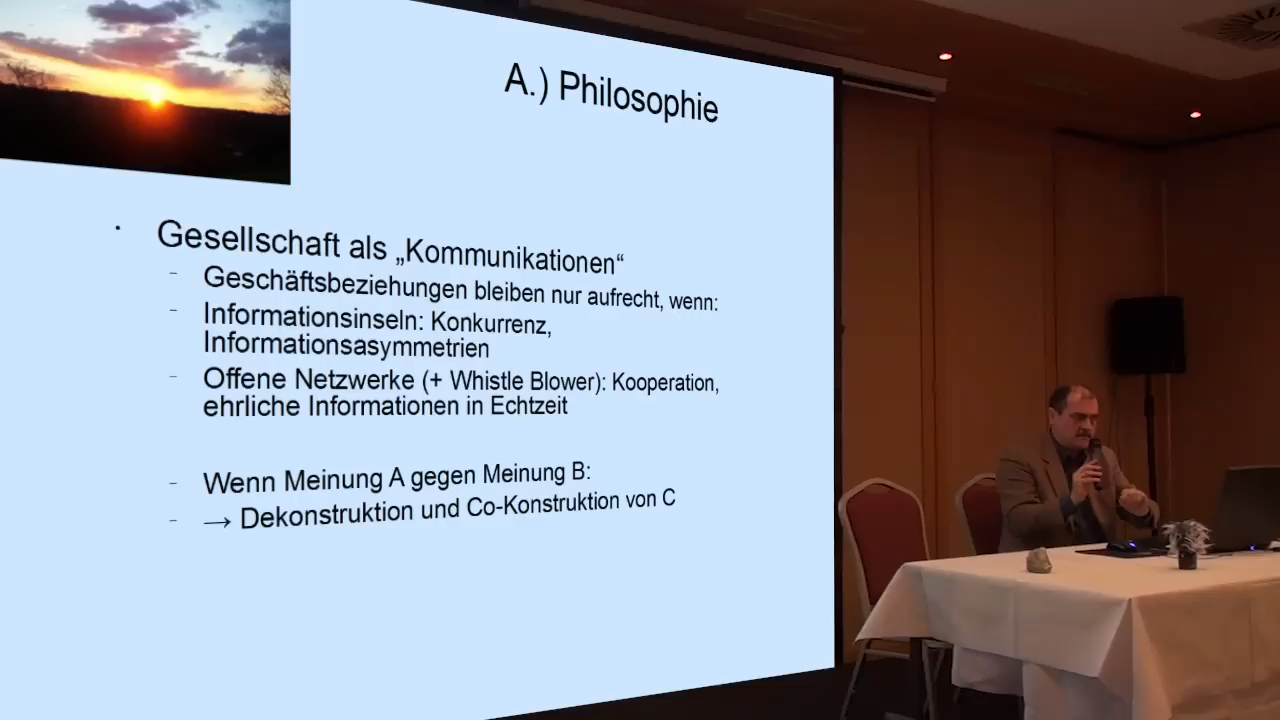 A.) Philosophie
Gesellschaft als „Kommunikationen“
Geschäftsbeziehungen bleiben nur aufrecht, wenn:
Informationsinseln: Konkurrenz,
Informationsasymmetrien
Offene Netzwerke (+ Whistle Blower): Kooperation,
ehrliche Informationen in Echtzeit
Wenn Meinung A gegen Meinung B:
→ Dekonstruktion und Co-Konstruktion von C